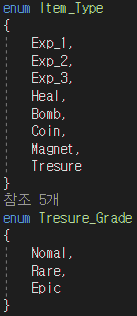 enum Item_Type
{
Exp_1,
Exp_2,
Exp_3,
Heal,
Bomb,
Coin,
Magnet,
Tresure
}
참조 5개
enum Tresure_Grade
{
Nomal,
Rare,
Epic
}